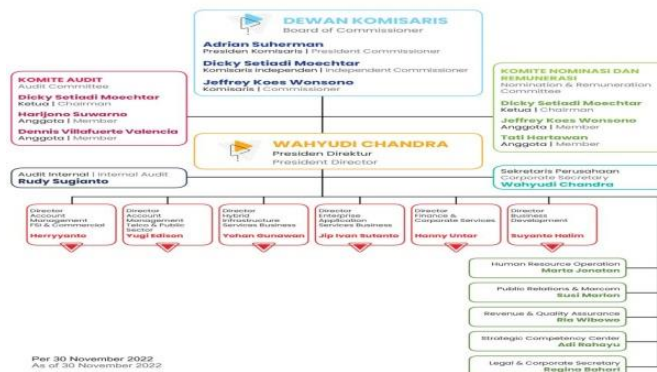 DEWAN KOMISARIS
Board of Commissioner
Adrian Suherman
Presiden Komisaris | President Commissioner
Dicky Setiadi Moechtar
Komisaris Independen | Independent Commissioner
Jeffrey Koes Wonsono
Komisaris | Commissioner
KOMITE AUDIT
Audit Committee
Dicky Setiadi Moechtar
Ketua | Chairman
Harijono Suwarno
Anggota | Member
Dennis Villafuerte Valencia
Anggota | Member
KOMITE NOMINASI DAN
REMUNERASI
Nomination & Remuneration
Committee
Dicky Setiadi Moechtar
Ketua | Chairman
Jeffrey Koes Wonsono
Anggota | Member
Tati Hartawan
Anggota | Member
WAHYUDI CHANDRA
Presiden Direktur
President Director
Audit Internal | Internal Audit
Rudy Sugianto
Sekretaris Perusahaan
Corporate Secretary
Wahyudi Chandra
Director
Account
Management
FSI & Commercial
Herryyanto
Director
Account
Management
Telco & Public
Sector
Yugi Edison
Director
Hybrid
Infrastructure
Services Business
Yohan Gunawan
Director
Enterprise
Application
Services Business
Jip Ivan Sutanto
Director
Finance &
Corporate Services
Hanny Untar
Director
Business
Development
Suyanto Halim
Human Resource Operation
Marta Jonatan
Public Relations & Marcom
Susi Marlan
Revenue & Quality Assurance
Ria Wibowo
Strategic Competency Center
Adi Rahayu
Legal & Corporate Secretary
Regina Bahari
Per 30 November 2022
As of 30 November 2022